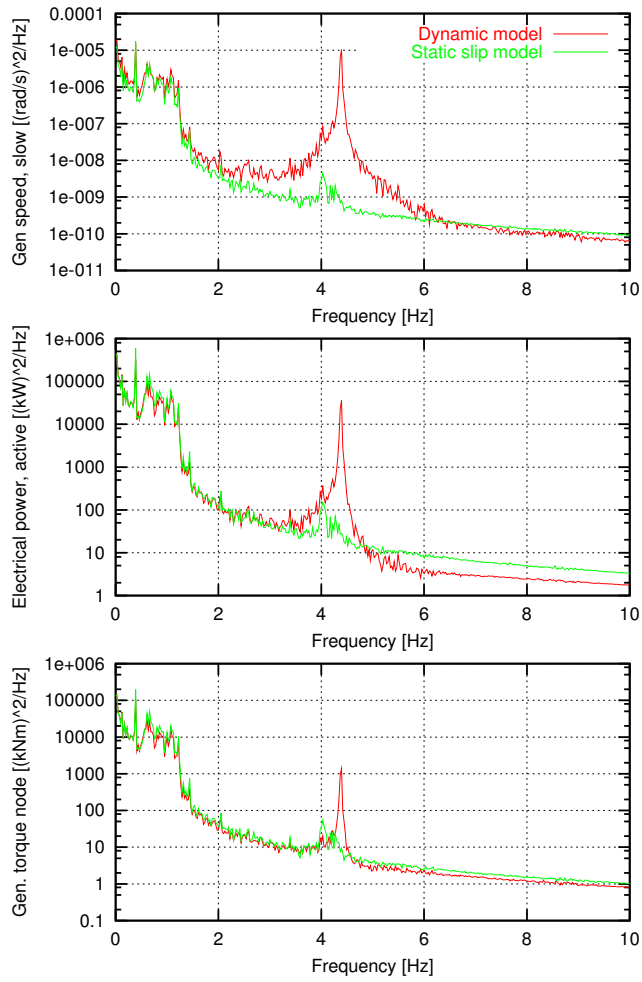 0.0001
1e-005
1e-006
1e-007
1e-008
1e-009
1e-010
1e-011
Gen speed, slow [(rad/s)^2/Hz]
Dynamic model
Static slip model
0 2 4 6 8 10
Frequency [Hz]
1e+006
100000
10000
1000
100
10
1
Electrical power, active [(kW)^2/Hz]
0 2 4 6 8 10
Frequency [Hz]
1e+006
100000
10000
1000
100
10
1
0.1
Gen. torque node [(kNm)^2/Hz]
0 2 4 6 8 10
Frequency [Hz]